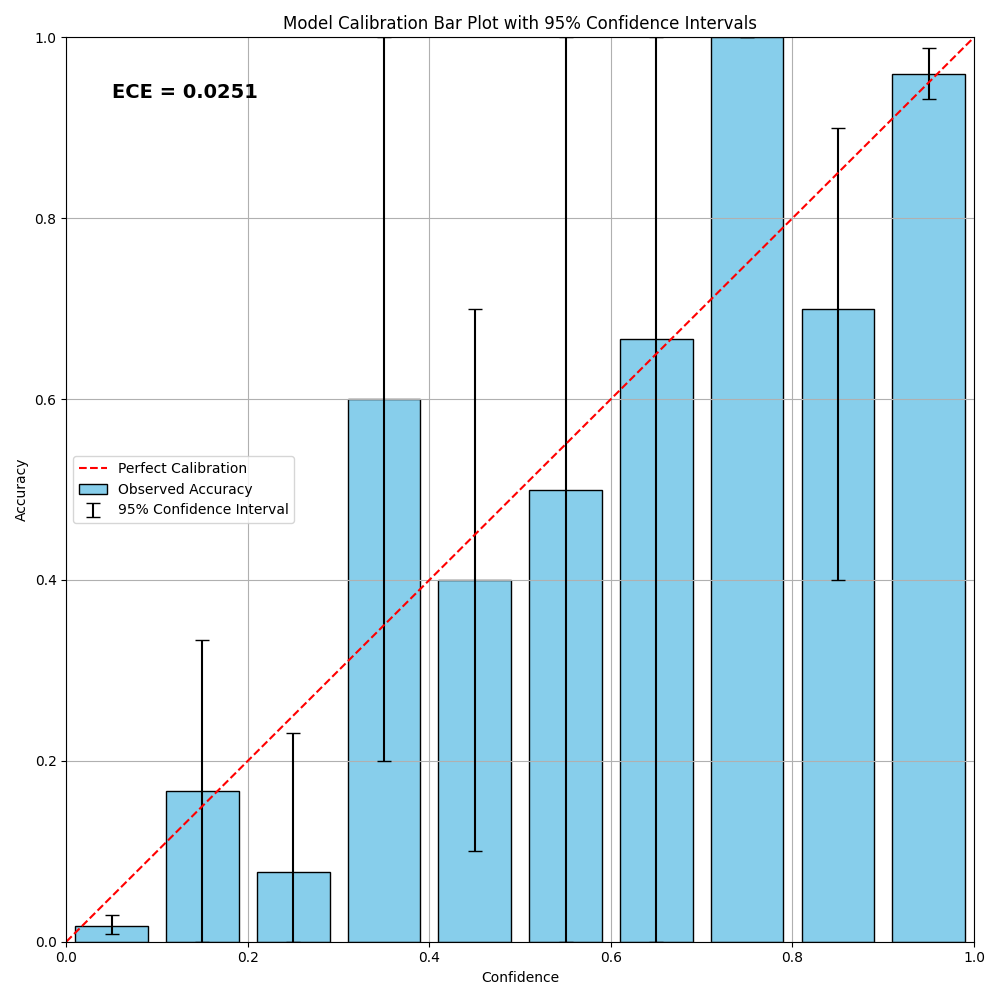 Model Calibration Bar Plot with 95% Confidence Intervals
ECE = 0.0251
1.0
0.8
0.6
0.4
0.2
0.0
Accuracy
Perfect Calibration
Observed Accuracy
95% Confidence Interval
0.0 0.2 0.4 0.6 0.8 1.0
Confidence